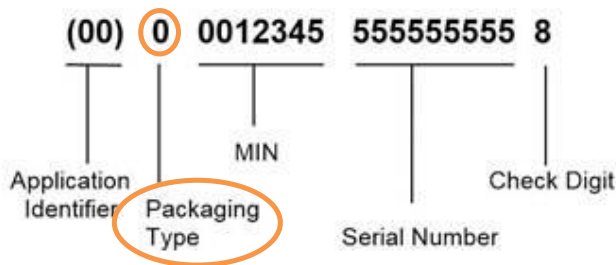 (00) 0 0012345 555555555 8
MIN
Application Identifier
Packaging Type
Serial Number
Check Digit